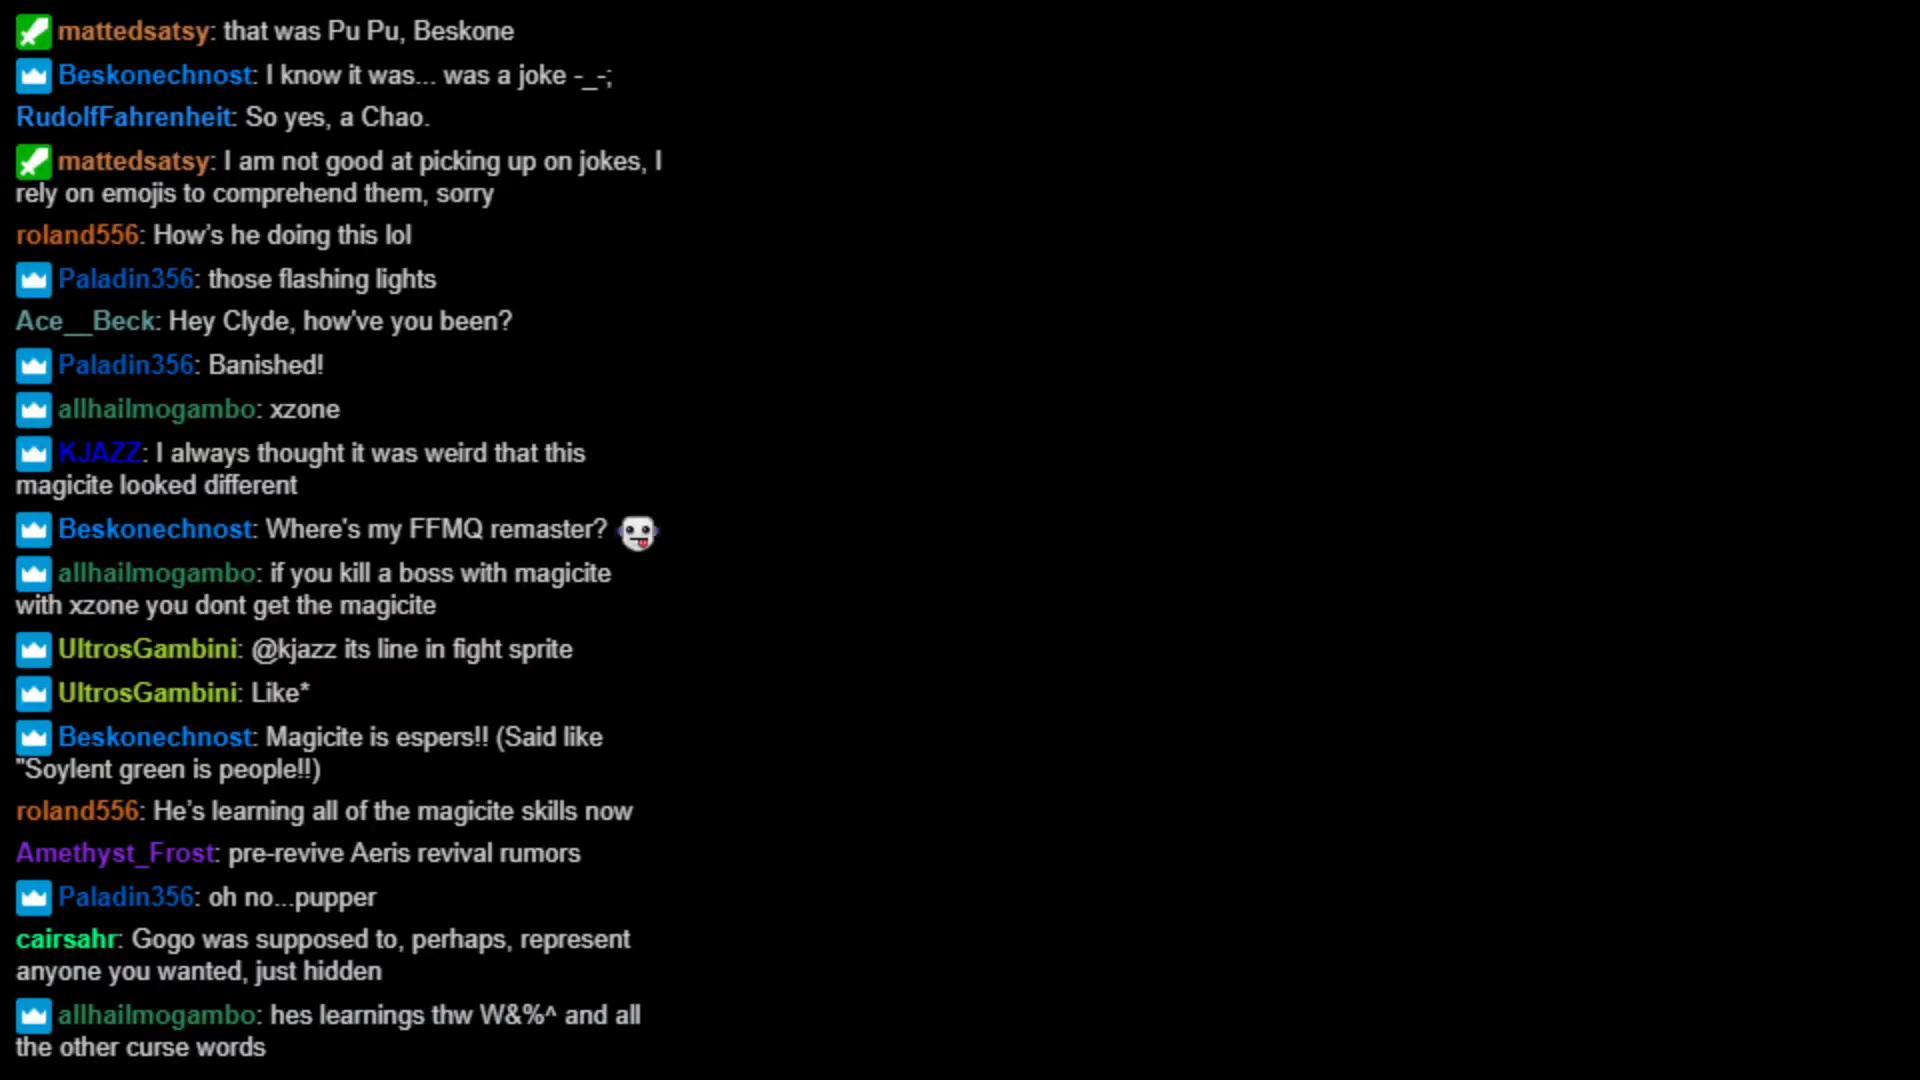 mattedsatsy: that was Pu Pu, Beskone
Beskonechnost: I know it was... was a joke -_-;
RudolfFahrenheit: So yes, a Chao.
mattedsatsy: I am not good at picking up on jokes, I
rely on emojis to comprehend them, sorry
roland556: How's he doing this lol
Paladin356: those flashing lights
Ace__Beck: Hey Clyde, how've you been?
Paladin356: Banished!
allhailmogambo: xzone
KJAZZ: I always thought it was weird that this
magicite looked different
Beskonechnost: Where's my FFMQ remaster?
allhailmogambo: if you kill a boss with magicite
with xzone you dont get the magicite
UltrosGambini: @kjazz its line in fight sprite
UltrosGambini: Like*
Beskonechnost: Magicite is espers!! (Said like
"Soylent green is people!!)
roland556: He's learning all of the magicite skills now
Amethyst_Frost: pre-revive Aeris revival rumors
Paladin356: oh no...pupper
cairsahr: Gogo was supposed to, perhaps, represent
anyone you wanted, just hidden
allhailmogambo: hes learnings thw W&%^ and all
the other curse words